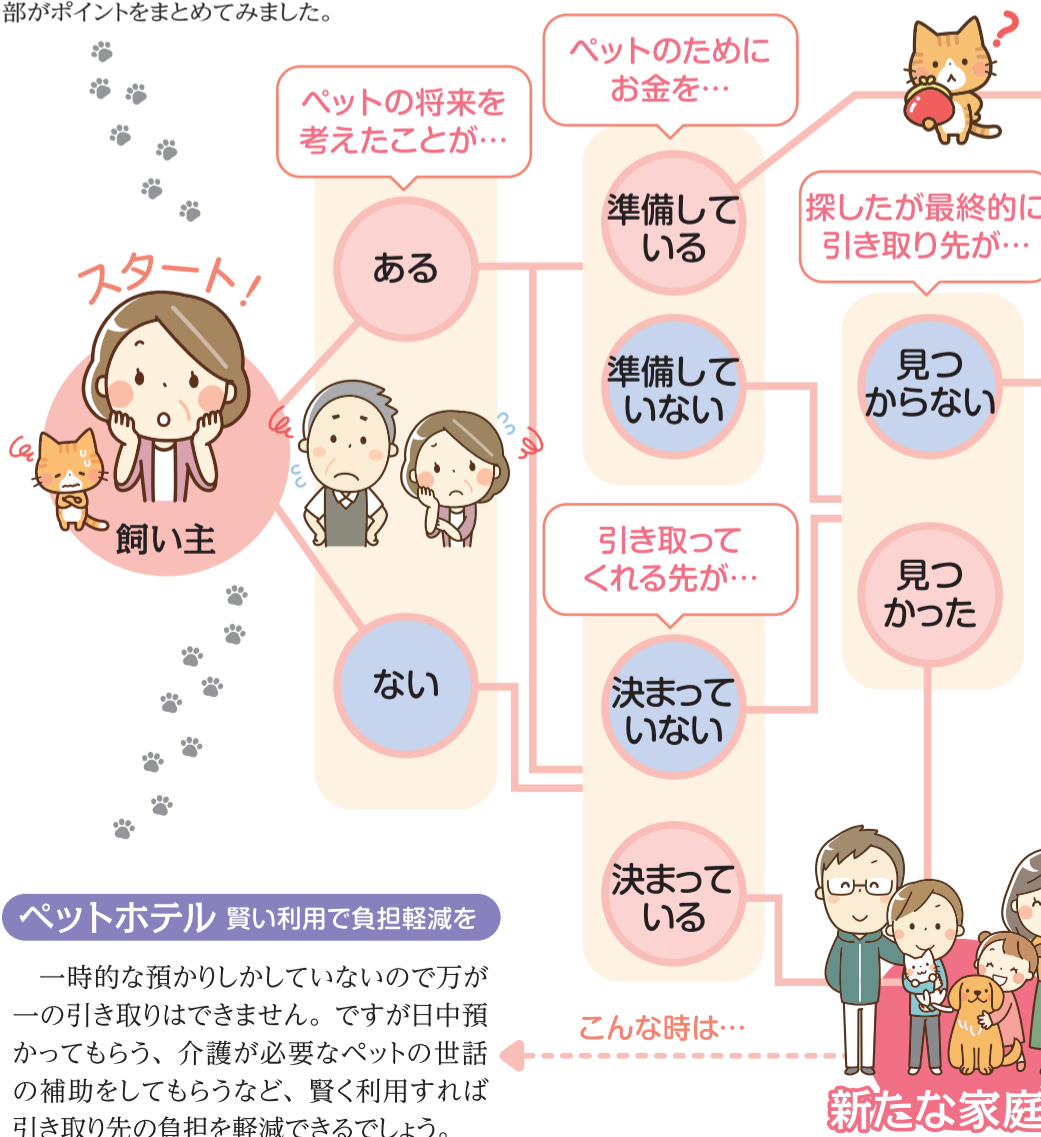 部がポイントをまとめてみました。
スタート!
飼い主
ペットの将来を
考えたことが…
ある
ない
ペットのために
お金を…
準備して
いる
準備して
いない
引き取って
くれる先が…
決まって
いない
決まって
いる
探したが最終的に
引き取り先が…
見つ
からない
見つ
かった
?
新たな家庭
こんな時は…
ペットホテル 賢い利用で負担軽減を
一時的な預かりしかしていないので万が
一の引き取りはできません。ですが日中預
かってもらう、介護が必要なペットの世話
の補助をしてもらうなど、賢く利用すれば
引き取り先の負担を軽減できるでしょう。